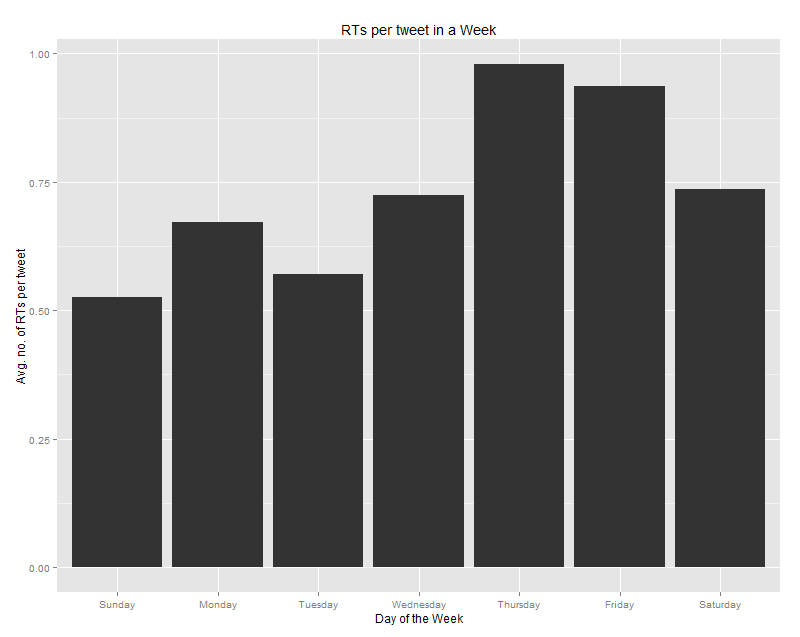 RTs per tweet in a Week
Avg. no. of RTs per tweet
1.00
0.75
0.50
0.25
0.00
Sunday Monday Tuesday Wednesday Thursday Friday Saturday
Day of the Week